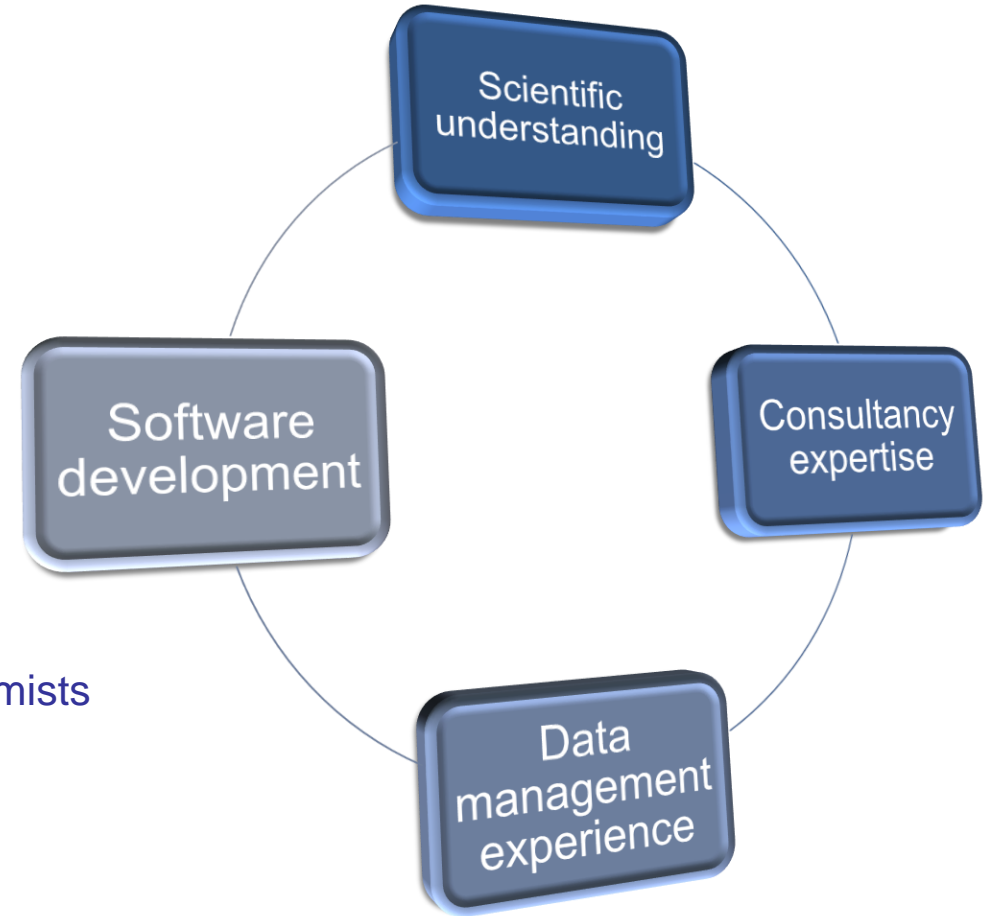 Scientific
understanding
Consultancy
expertise
Software
development
mists
Data
management
experience